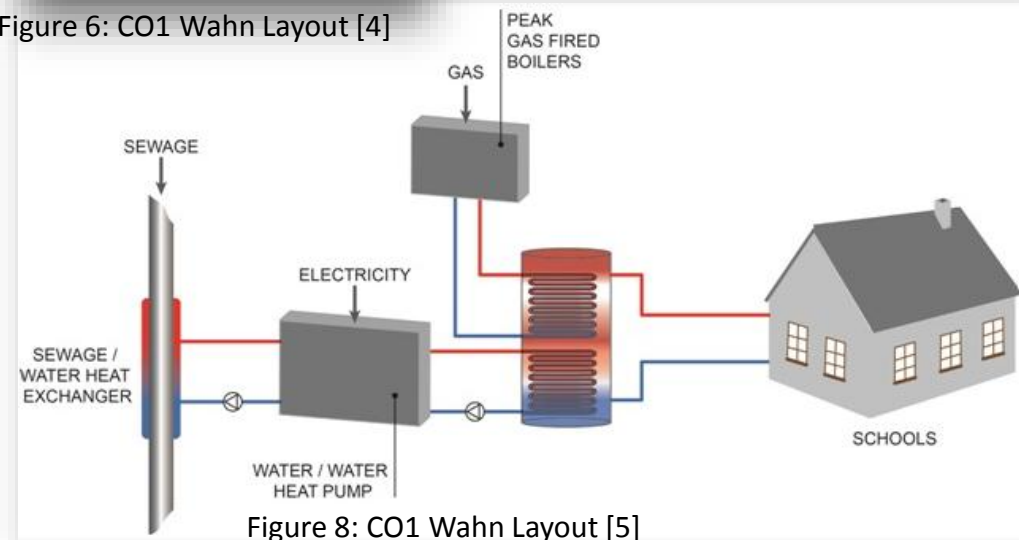 Figure 6: CO1 Wahn Layout [4]
PEAK
GAS FIRED
BOILERS
GAS
SEWAGE
ELECTRICITY
SEWAGE /
WATER HEAT
EXCHANGER
SCHOOLS
WATER / WATER
HEAT PUMP
Figure 8: CO1 Wahn Layout [5]